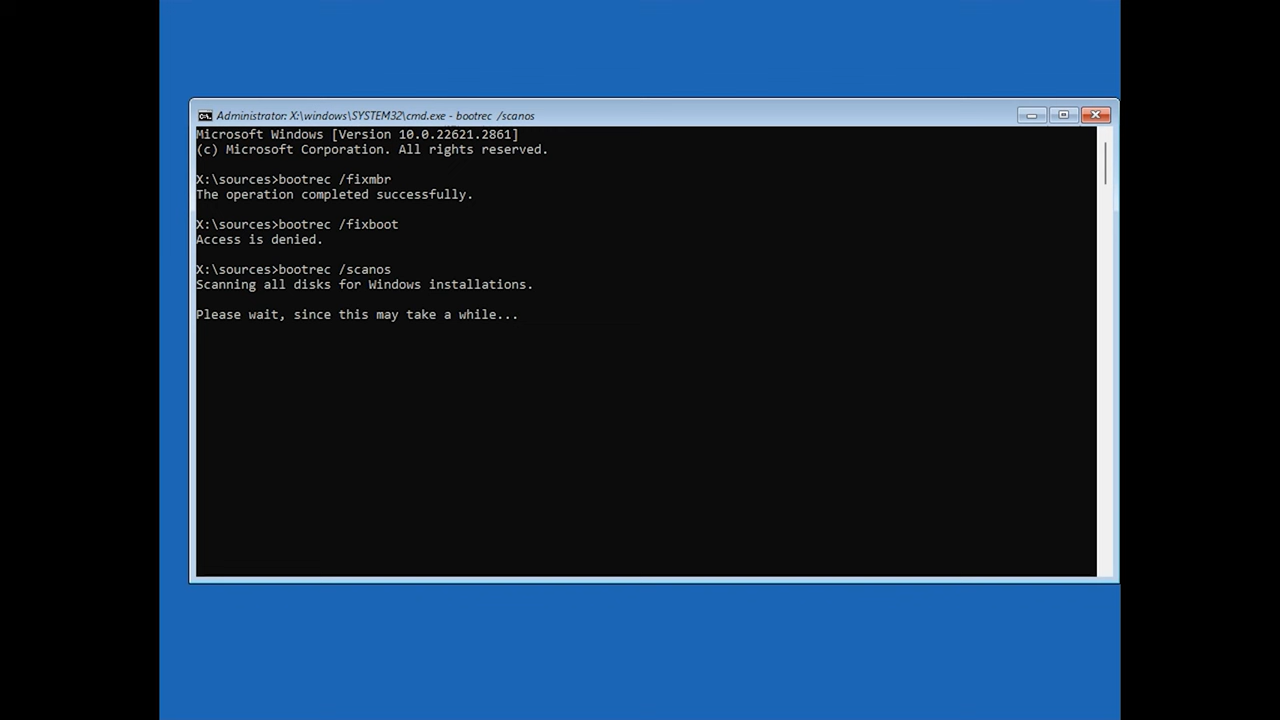 Administrator: X:\windows\SYSTEM32\cmd.exe - bootrec /scanos
Microsoft Windows [Version 10.0.22621.2861]
(c) Microsoft Corporation. All rights reserved.
X:\sources>bootrec /fixmbr
The operation completed successfully.
X:\sources>bootrec /fixboot
Access is denied.
X:\sources>bootrec /scanos
Scanning all disks for Windows installations.
Please wait, since this may take a while...